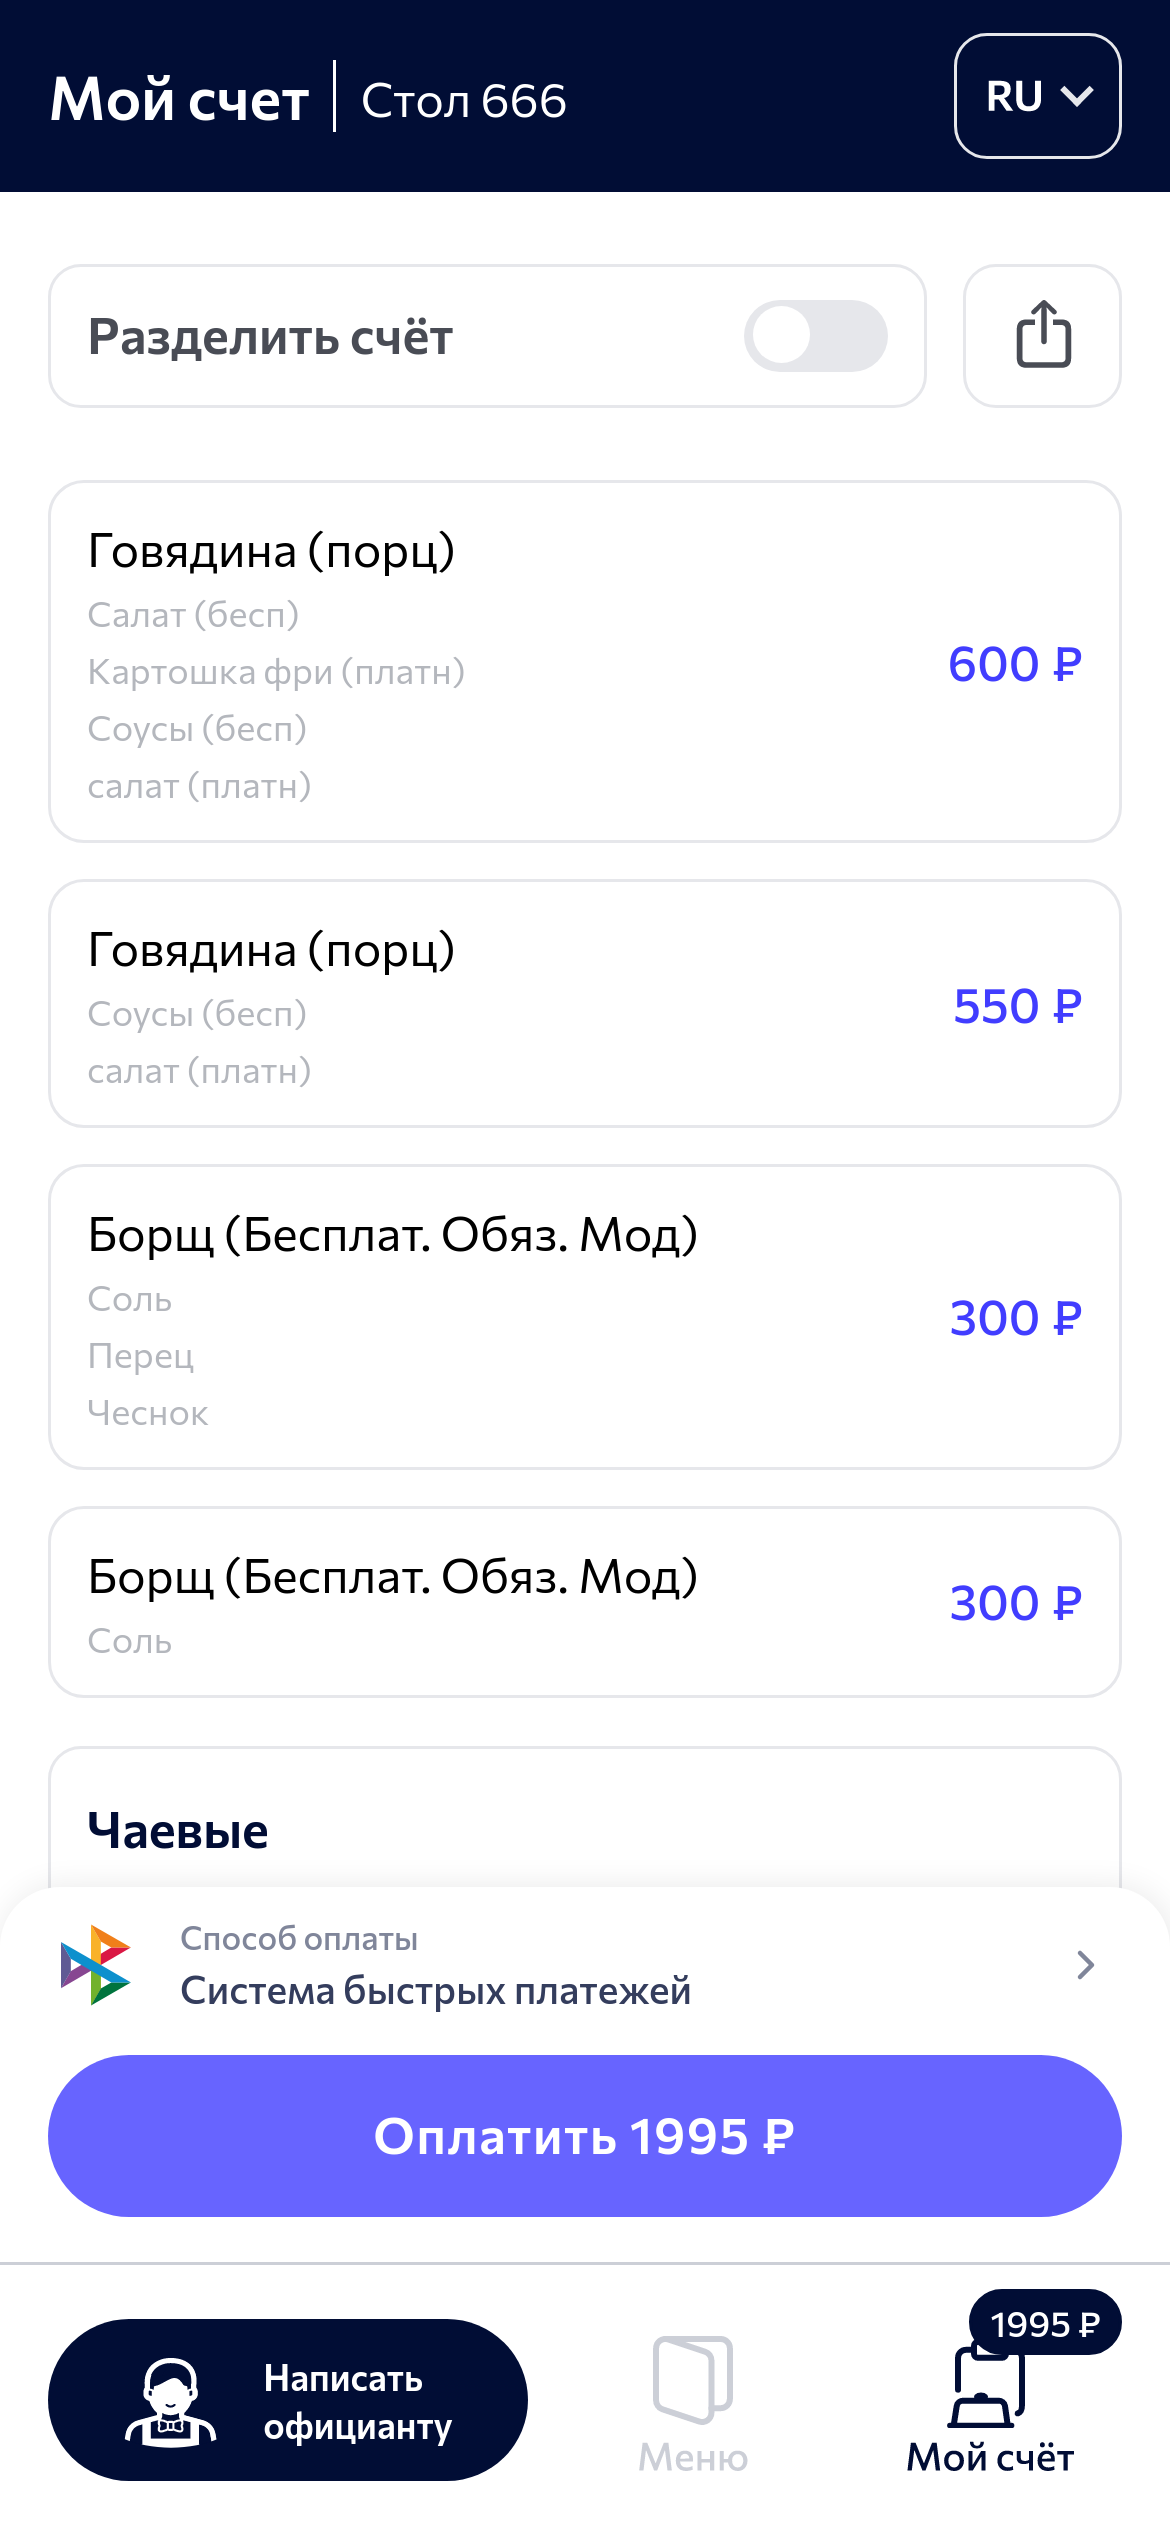 Мой счет
Стол 666
RU
Разделить счёт
Говядина (порц)
Салат (бесп)
Картошка фри (платн)
Соусы (бесп)
салат (платн)
600 ₽
Говядина (порц)
Соусы (бесп)
салат (платн)
550 ₽
Борщ (Бесплат. Обяз. Мод)
Соль
Перец
Чеснок
300 ₽
Борщ (Бесплат. Обяз. Мод)
Соль
300 ₽
Чаевые
Способ оплаты
Система быстрых платежей
Оплатить 1995 ₽
Написать
официанту
Меню
1995 ₽
Мой счёт